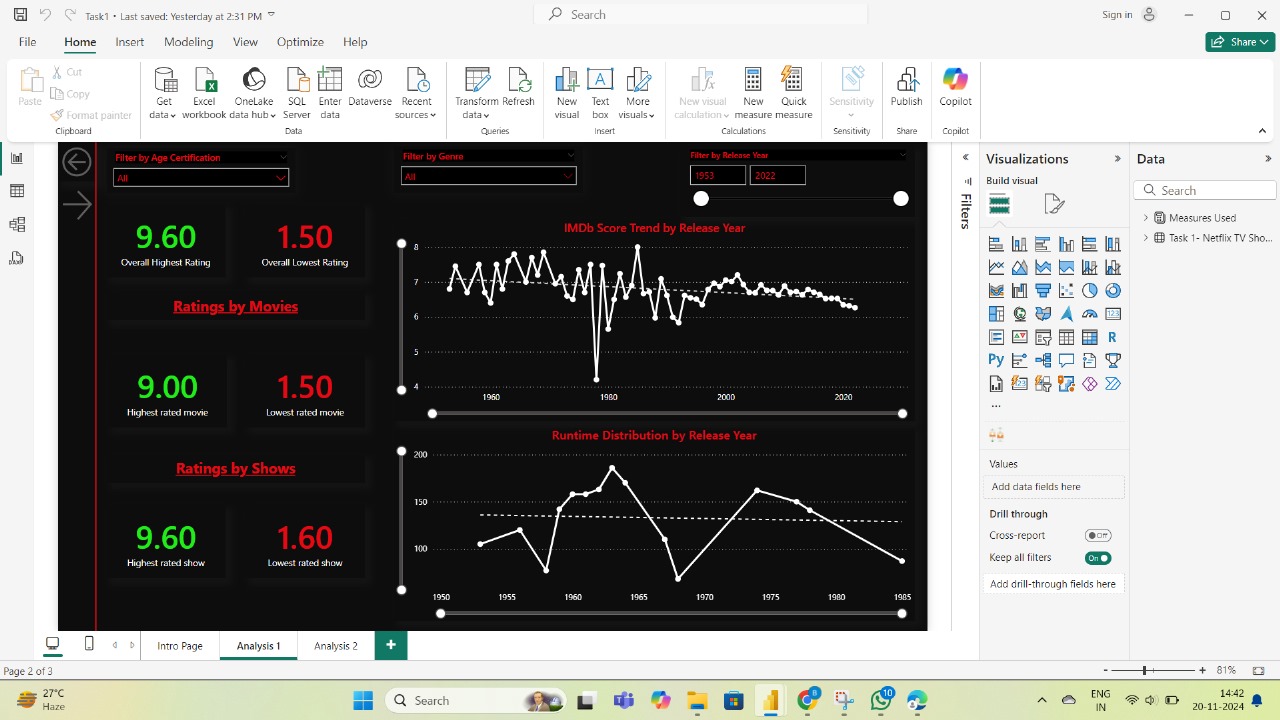 Task1 • Last saved: Yesterday at 2:31 PM
Search
Sign in
File Home Insert Modeling View Optimize Help
Share
Paste
Cut
Copy
Format painter
Clipboard
Get data
Excel workbook
OneLake data hub
SQL Server
Enter data
Dataverse
Recent sources
Data
Transform data
Refresh
Queries
New visual
Text box
More visuals
Insert
New visual calculation
New measure
Quick measure
Calculations
Sensitivity
Sensitivity
Publish
Share
Copilot
Copilot
Filter by Age Certification
All
Filter by Genre
All
Filter by Release Year
1953 2022
9.60
Overall Highest Rating
1.50
Overall Lowest Rating
Ratings by Movies
9.00
Highest rated movie
1.50
Lowest rated movie
Ratings by Shows
9.60
Highest rated show
1.60
Lowest rated show
IMDb Score Trend by Release Year
8
7
6
5
4
1960 1980 2000 2020
Runtime Distribution by Release Year
200
150
100
1950 1955 1960 1965 1970 1975 1980 1985
Filters
Visualizations
Build visual
123
R
Py
...
Values
Add data fields here
Drill through
Cross-report
Off
Keep all filters
On
Add drill-through fields here
Data
Search
Measures Used
Task 1- Netflix TV Sho...
Intro Page Analysis 1 Analysis 2 +
Page 2 of 3
- + 81%
27°C
Haze
Search
8
10
ENG
IN
14:42
20-11-2024